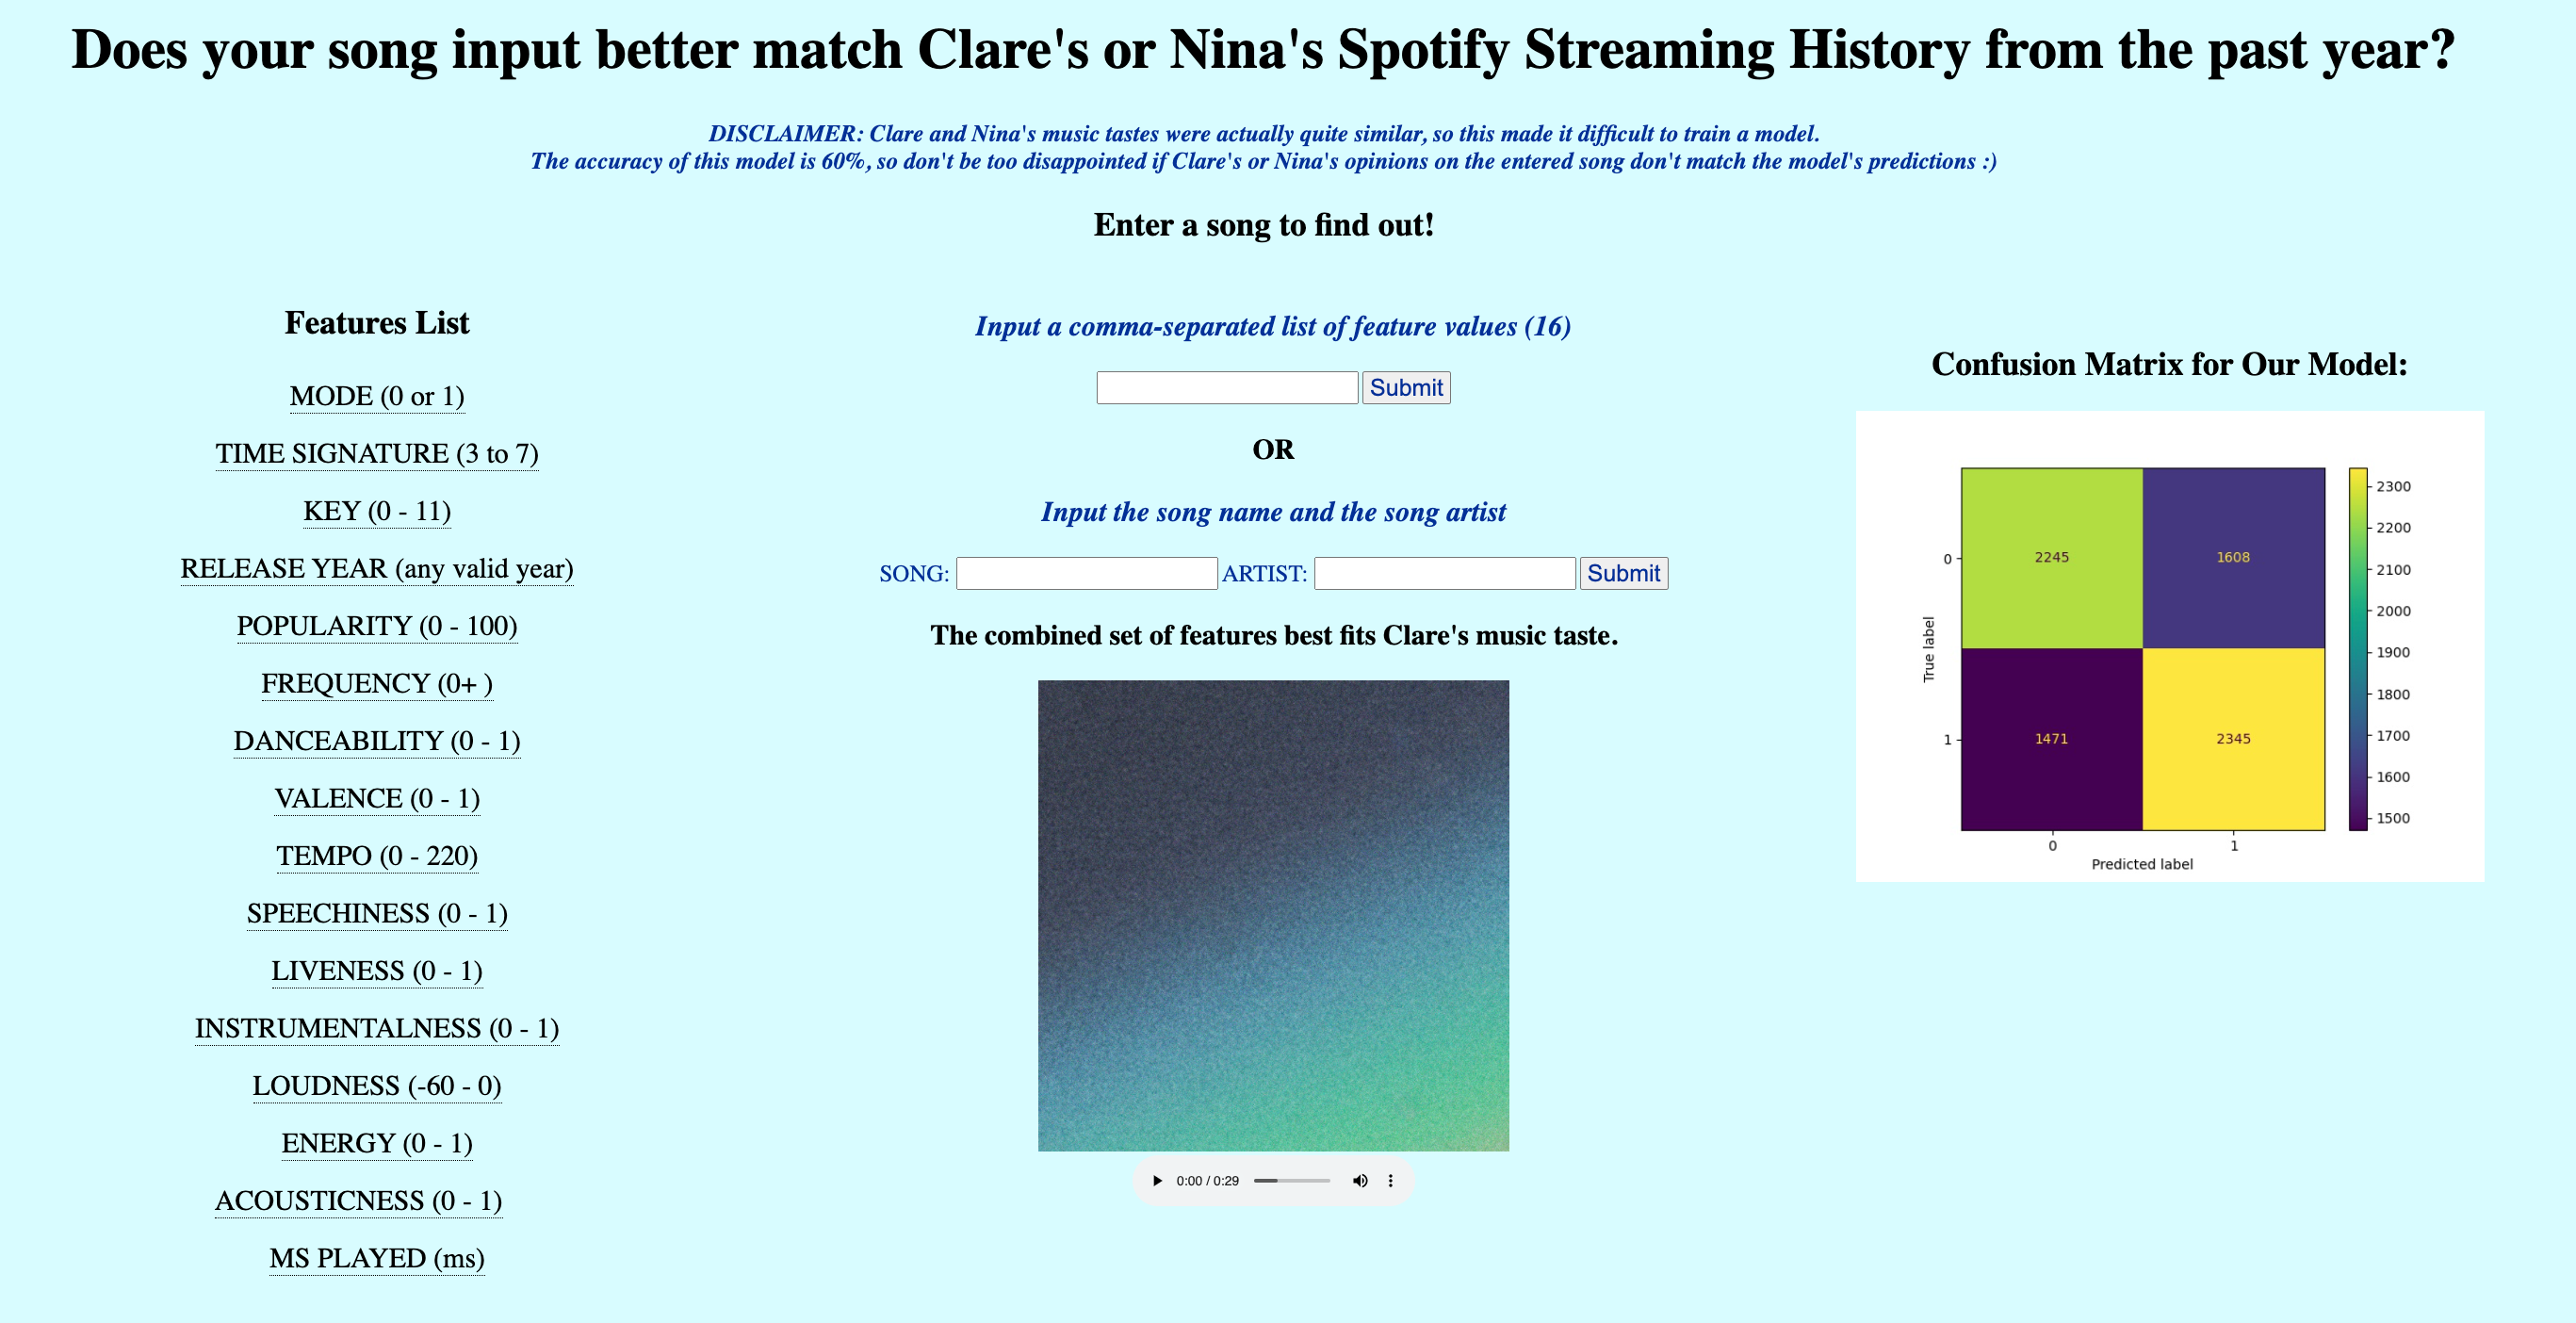 Does your song input better match Clare's or Nina's Spotify Streaming History from the past year?
DISCLAIMER: Clare and Nina's music tastes were actually quite similar, so this made it difficult to train a model.
The accuracy of this model is 60%, so don't be too disappointed if Clare's or Nina's opinions on the entered song don't match the model's predictions :)
Enter a song to find out!
Features List
MODE (0 or 1)
TIME SIGNATURE (3 to 7)
KEY (0 - 11)
RELEASE YEAR (any valid year)
POPULARITY (0 - 100)
FREQUENCY (0+ )
DANCEABILITY (0 - 1)
VALENCE (0 - 1)
TEMPO (0 - 220)
SPEECHINESS (0 - 1)
LIVENESS (0 - 1)
INSTRUMENTALNESS (0 - 1)
LOUDNESS (-60 - 0)
ENERGY (0 - 1)
ACOUSTICNESS (0 - 1)
MS PLAYED (ms)
Input a comma-separated list of feature values (16)
Submit
OR
Input the song name and the song artist
SONG: ARTIST: Submit
The combined set of features best fits Clare's music taste.
0:00 / 0:29
Confusion Matrix for Our Model:
True label
0
1
2245 1608
1471 2345
0 1
Predicted label
2300
2200
2100
2000
1900
1800
1700
1600
1500